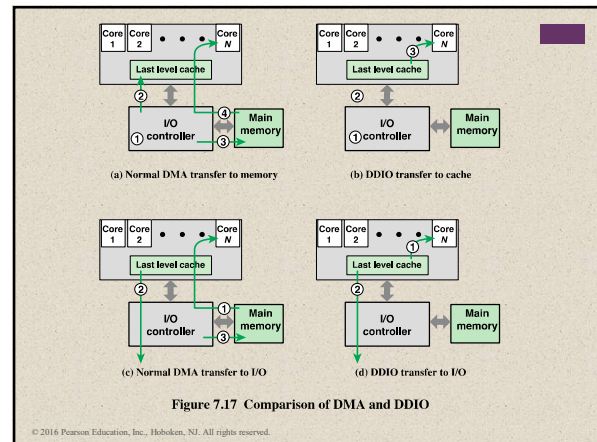 Core 1
Core 2
• • •
Core N
Last level cache
2
4
I/O controller
1
3
Main memory
(a) Normal DMA transfer to memory
Core 1
Core 2
• • •
Core N
3
Last level cache
2
I/O controller
1
Main memory
(b) DDIO transfer to cache
Core 1
Core 2
• • •
Core N
Last level cache
2
1
I/O controller
3
Main memory
(c) Normal DMA transfer to I/O
Core 1
Core 2
• • •
Core N
1
Last level cache
2
I/O controller
Main memory
(d) DDIO transfer to I/O
Figure 7.17 Comparison of DMA and DDIO
© 2016 Pearson Education, Inc., Hoboken, NJ. All rights reserved.